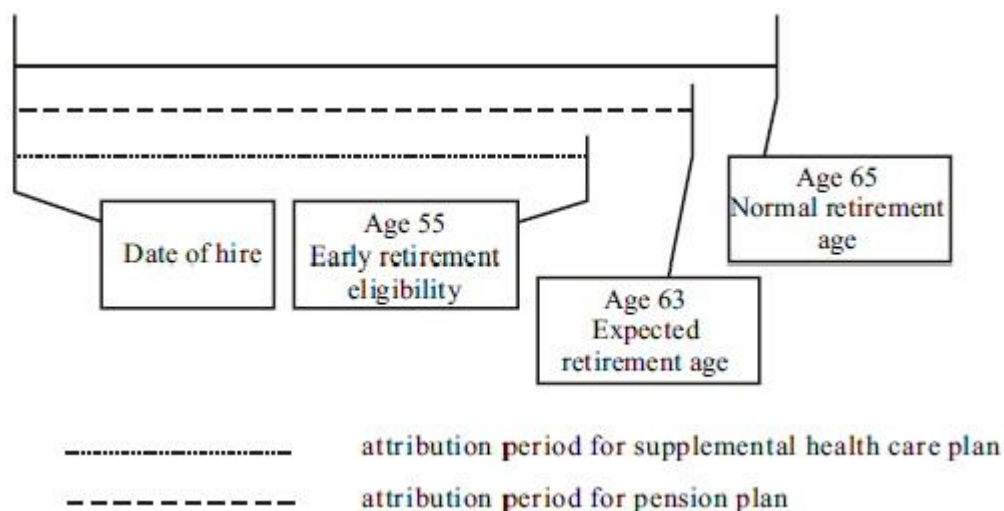 Date of hire
Age 55
Early retirement
eligibility
Age 63
Expected
retirement age
Age 65
Normal retirement
age
attribution period for supplemental health care plan
attribution period for pension plan